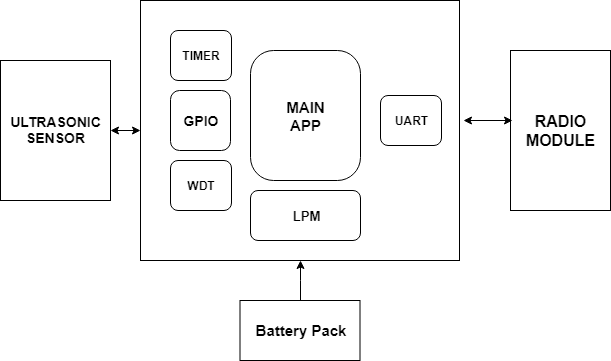 TIMER
ULTRASONIC
SENSOR
GPIO
MAIN
APP
UART
RADIO
MODULE
WDT
LPM
Battery Pack